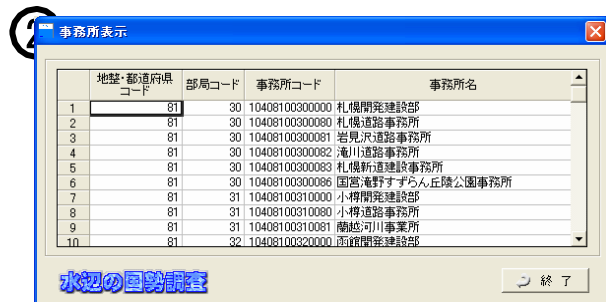 ②
事務所表示
地整・都道府県コード 部局コード 事務所コード 事務所名
1 81 30 10408100300000 札幌開発建設部
2 81 30 10408100300080 札幌道路事務所
3 81 30 10408100300081 岩見沢道路事務所
4 81 30 10408100300082 滝川道路事務所
5 81 30 10408100300083 札幌新道建設事務所
6 81 30 10408100300086 国営滝野すずらん丘陵公園事務所
7 81 31 10408100310000 小樽開発建設部
8 81 31 10408100310080 小樽道路事務所
9 81 31 10408100310081 蘭越河川事業所
10 81 32 10408100320000 函館開発建設部
水辺の国勢調査
終了